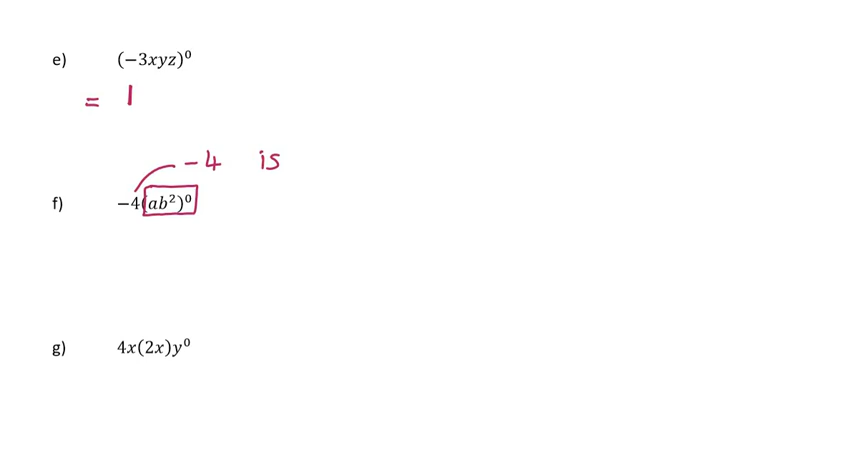 e) (−3xyz)⁰
= 1
−4 is
f) −4(ab²)⁰
g) 4x(2x)y⁰